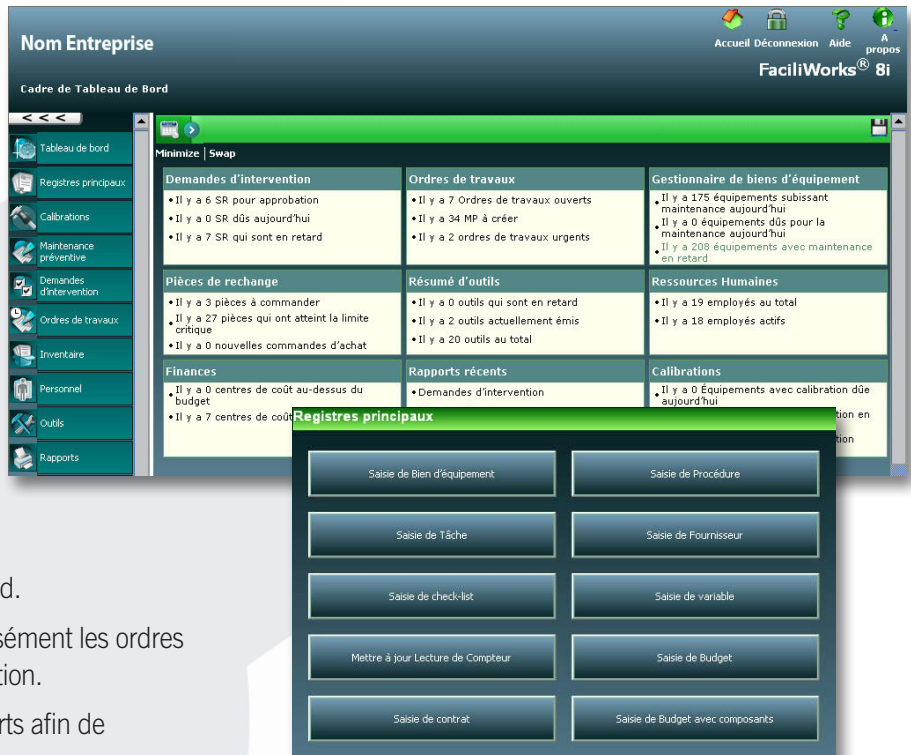 Nom Entreprise
Accueil Déconnexion Aide A propos
FaciliWorks® 8i
Cadre de Tableau de Bord
< < <
Tableau de bord
Registres principaux
Calibrations
Maintenance préventive
Demandes d'intervention
Ordres de travaux
Inventaire
Personnel
Outils
Rapports
Minimize | Swap
Demandes d'intervention
•Il y a 6 SR pour approbation
•Il y a 0 SR dûs aujourd'hui
•Il y a 7 SR qui sont en retard
Ordres de travaux
•Il y a 7 Ordres de travaux ouverts
•Il y a 34 MP à créer
•Il y a 2 ordres de travaux urgents
Gestionnaire de biens d'équipement
•Il y a 175 équipements subissant
maintenance aujourd'hui
•Il y a 0 équipements dûs pour la
maintenance aujourd'hui
•Il y a 208 équipements avec maintenance
en retard
Pièces de rechange
•Il y a 3 pièces à commander
•Il y a 27 pièces qui ont atteint la limite
critique
•Il y a 0 nouvelles commandes d'achat
Résumé d'outils
•Il y a 0 outils qui sont en retard
•Il y a 2 outils actuellement émis
•Il y a 20 outils au total
Ressources Humaines
•Il y a 19 employés au total
•Il y a 18 employés actifs
Finances
•Il y a 0 centres de coût au-dessus du
budget
•Il y a 7 centres de coût
Rapports récents
•Demandes d'intervention
Calibrations
•Il y a 0 Équipements avec calibration dûe
aujourd'hui
tion en
tion
Registres principaux
Saisie de Bien d'équipement
Saisie de Procédure
Saisie de Tâche
Saisie de Fournisseur
Saisie de check-list
Saisie de variable
Mettre à jour Lecture de Compteur
Saisie de Budget
Saisie de contrat
Saisie de Budget avec composants
d.
sément les ordres
tion.
rts afin de